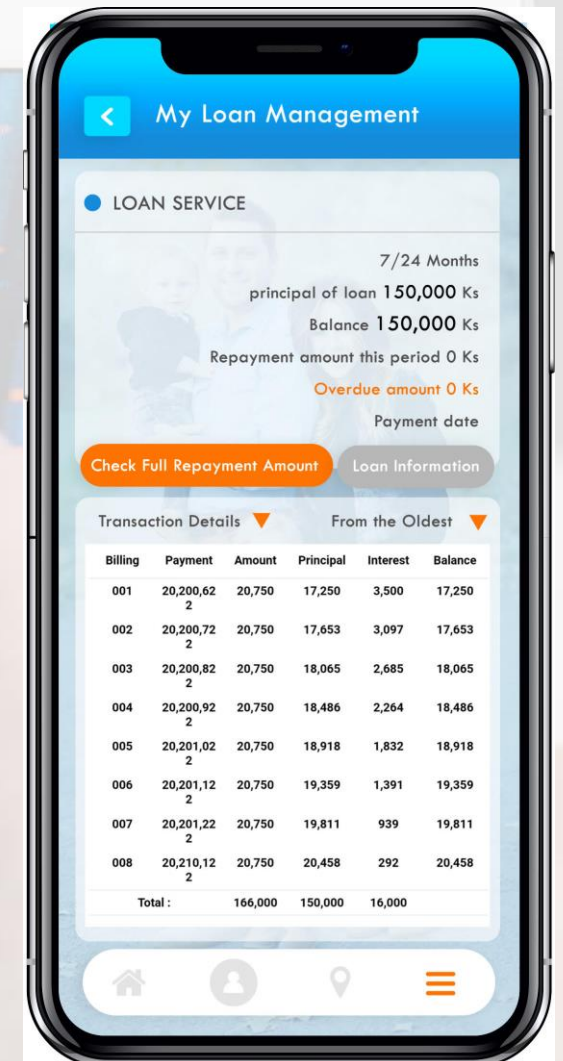 My Loan Management
LOAN SERVICE
7/24 Months
principal of loan 150,000 Ks
Balance 150,000 Ks
Repayment amount this period 0 Ks
Overdue amount 0 Ks
Payment date
Check Full Repayment Amount Loan Information
Transaction Details From the Oldest
Billing Payment Amount Principal Interest Balance
001 20,200,62 20,750 17,250 3,500 17,250
2
002 20,200,72 20,750 17,653 3,097 17,653
2
003 20,200,82 20,750 18,065 2,685 18,065
2
004 20,200,92 20,750 18,486 2,264 18,486
2
005 20,201,02 20,750 18,918 1,832 18,918
2
006 20,201,12 20,750 19,359 1,391 19,359
2
007 20,201,22 20,750 19,811 939 19,811
2
008 20,210,12 20,750 20,458 292 20,458
2
Total : 166,000 150,000 16,000